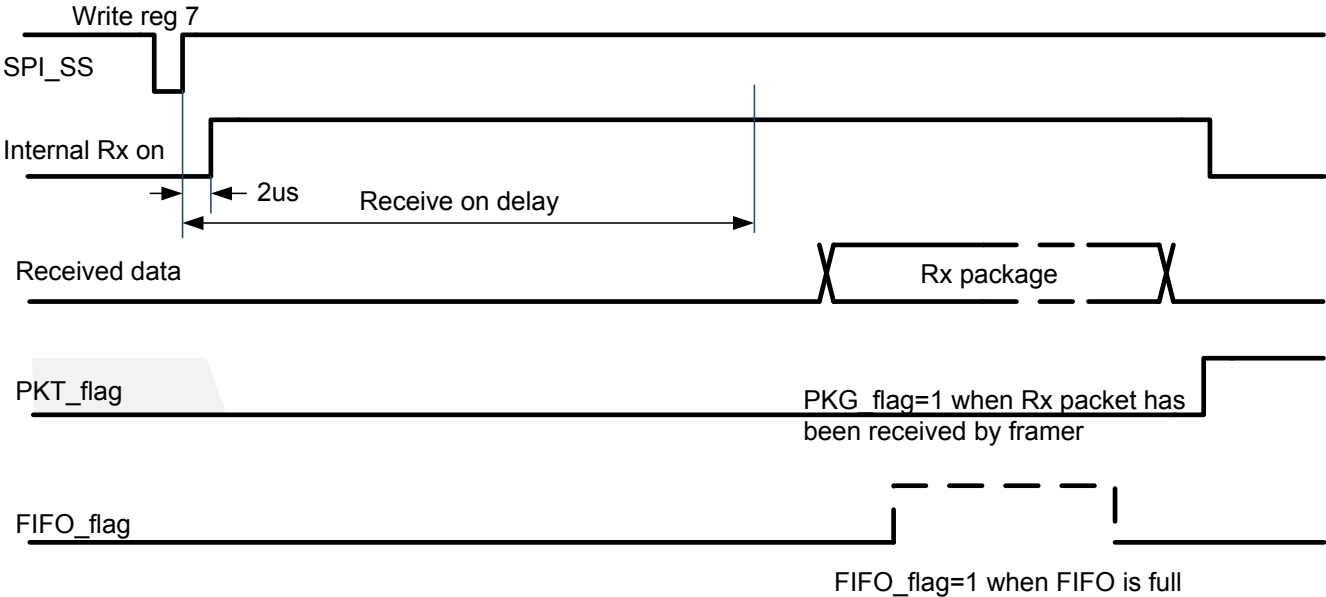 Write reg 7
SPI_SS
Internal Rx on
2us
Receive on delay
Received data
Rx package
PKT_flag
PKG_flag=1 when Rx packet has
been received by framer
FIFO_flag
FIFO_flag=1 when FIFO is full